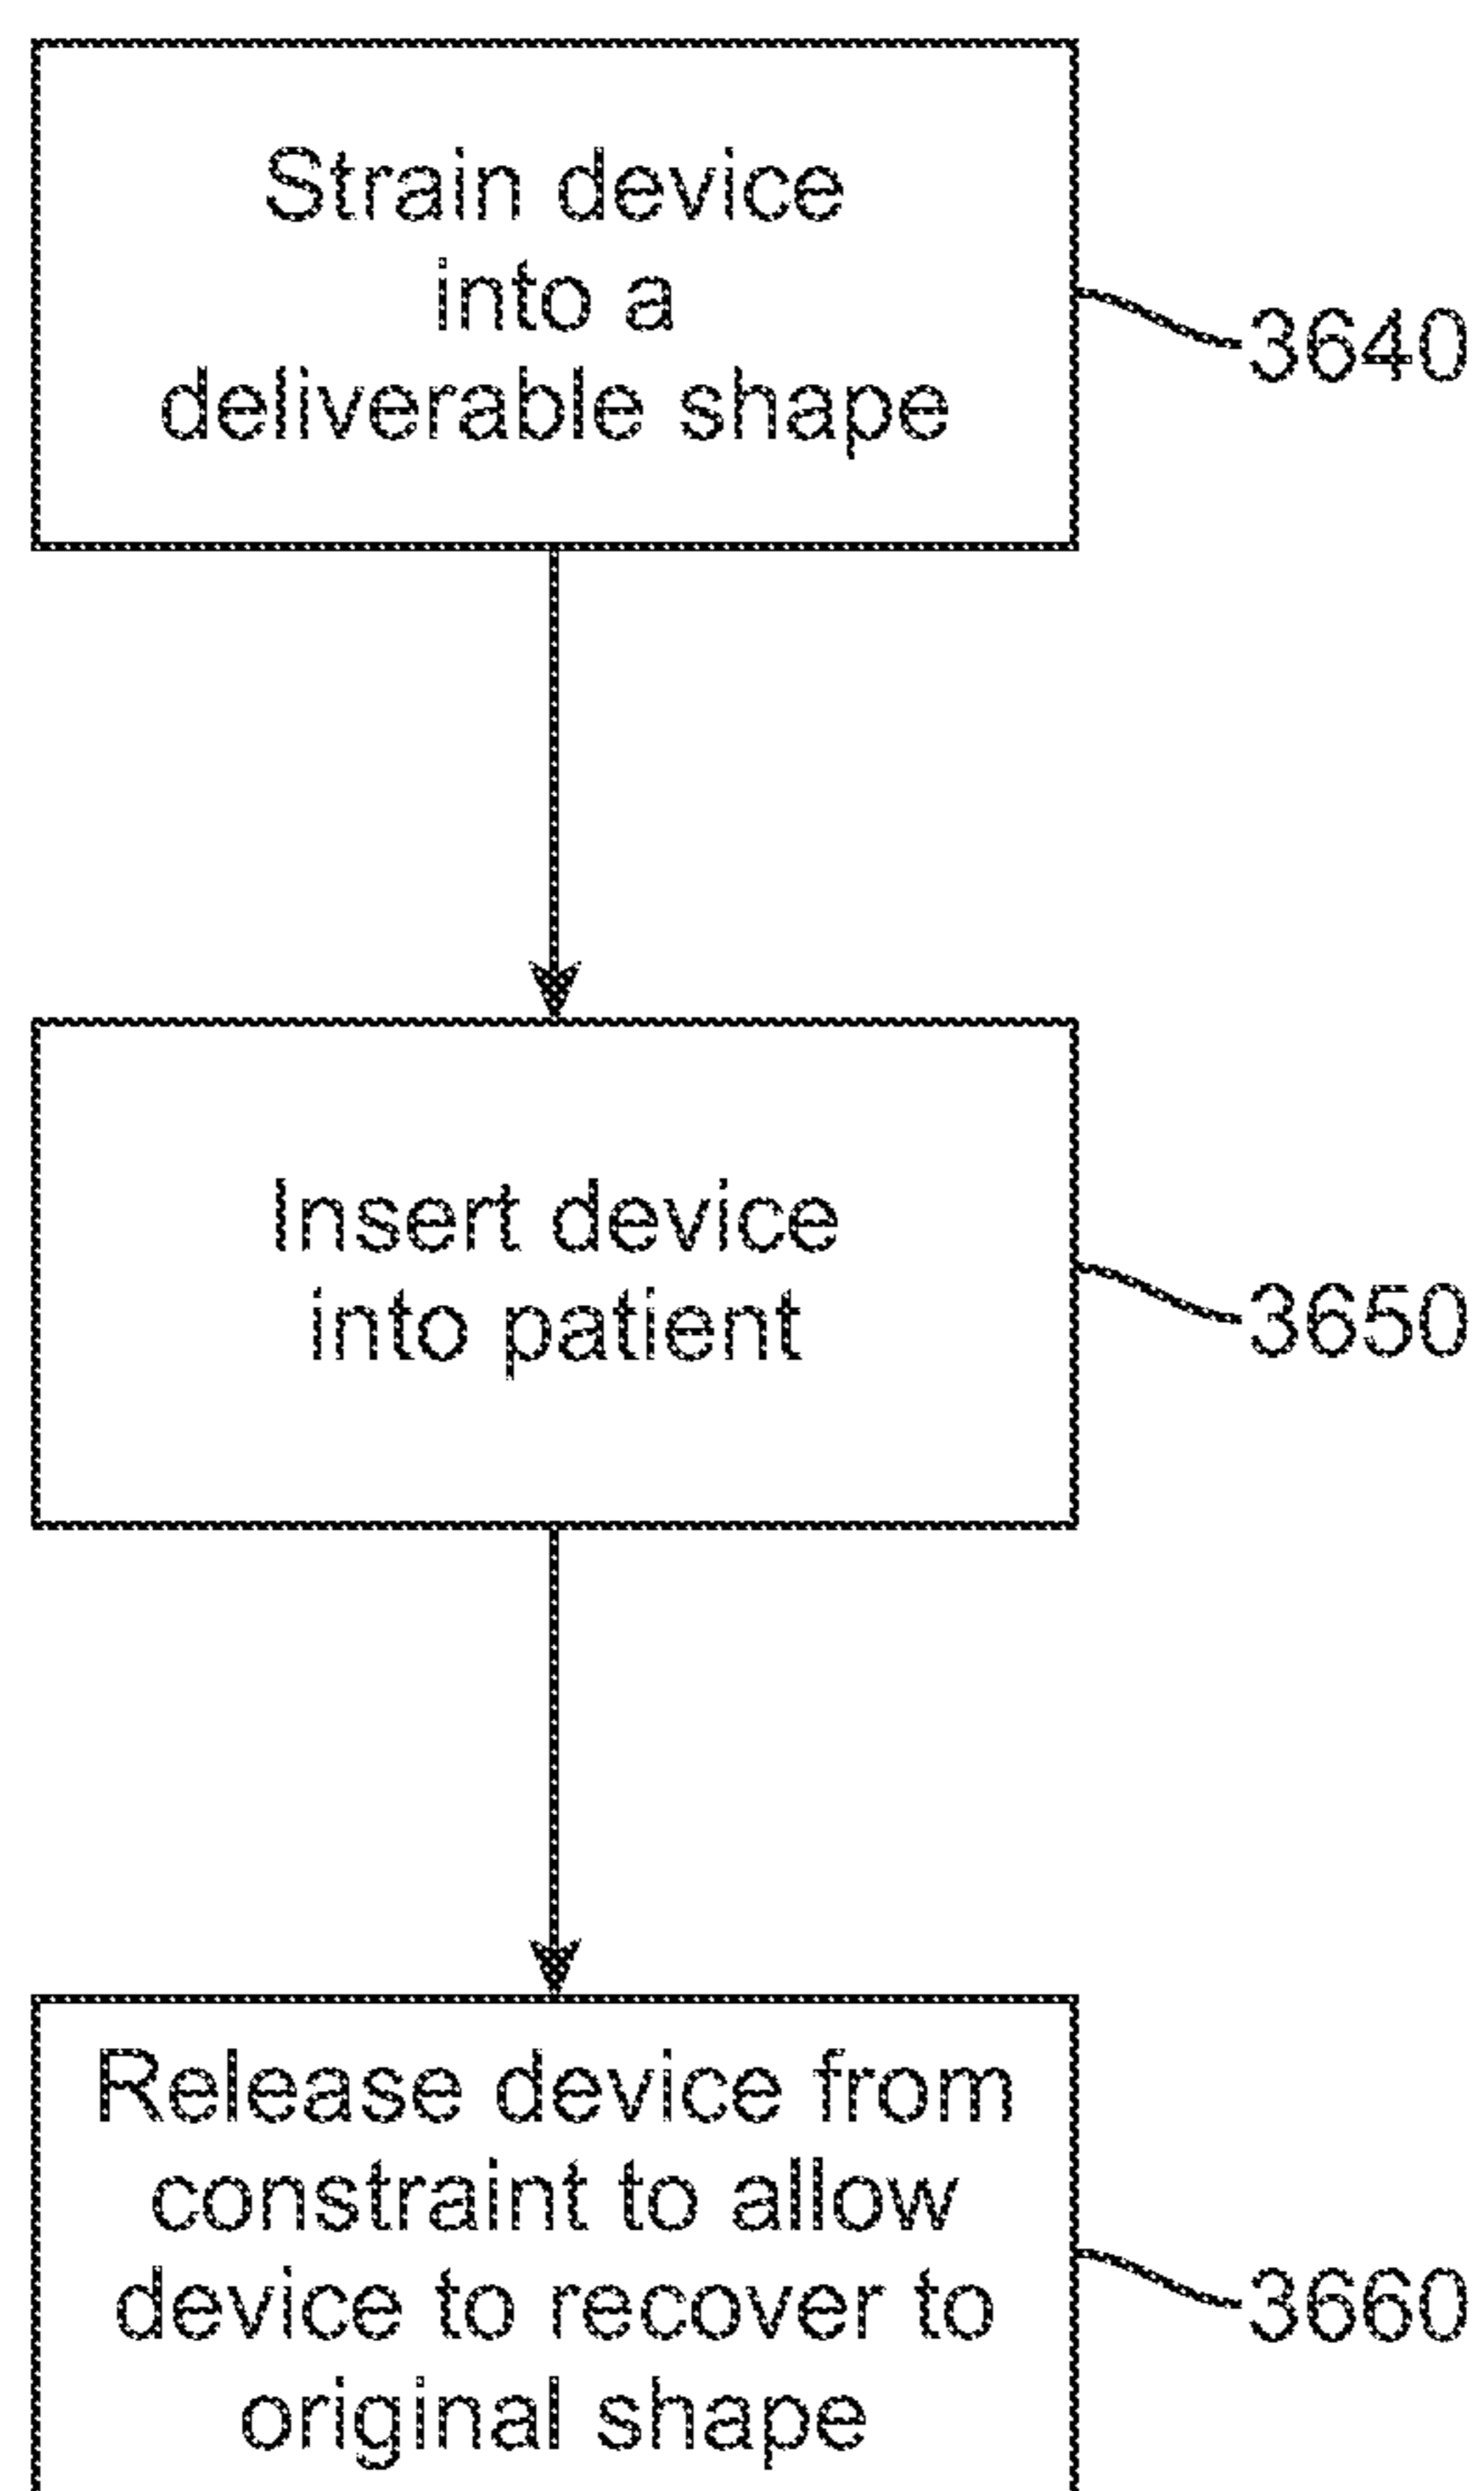 Strain device
into a
deliverable shape
3640
Insert device
into patient
3650
Release device from
constraint to allow
device to recover to
original shape
3660